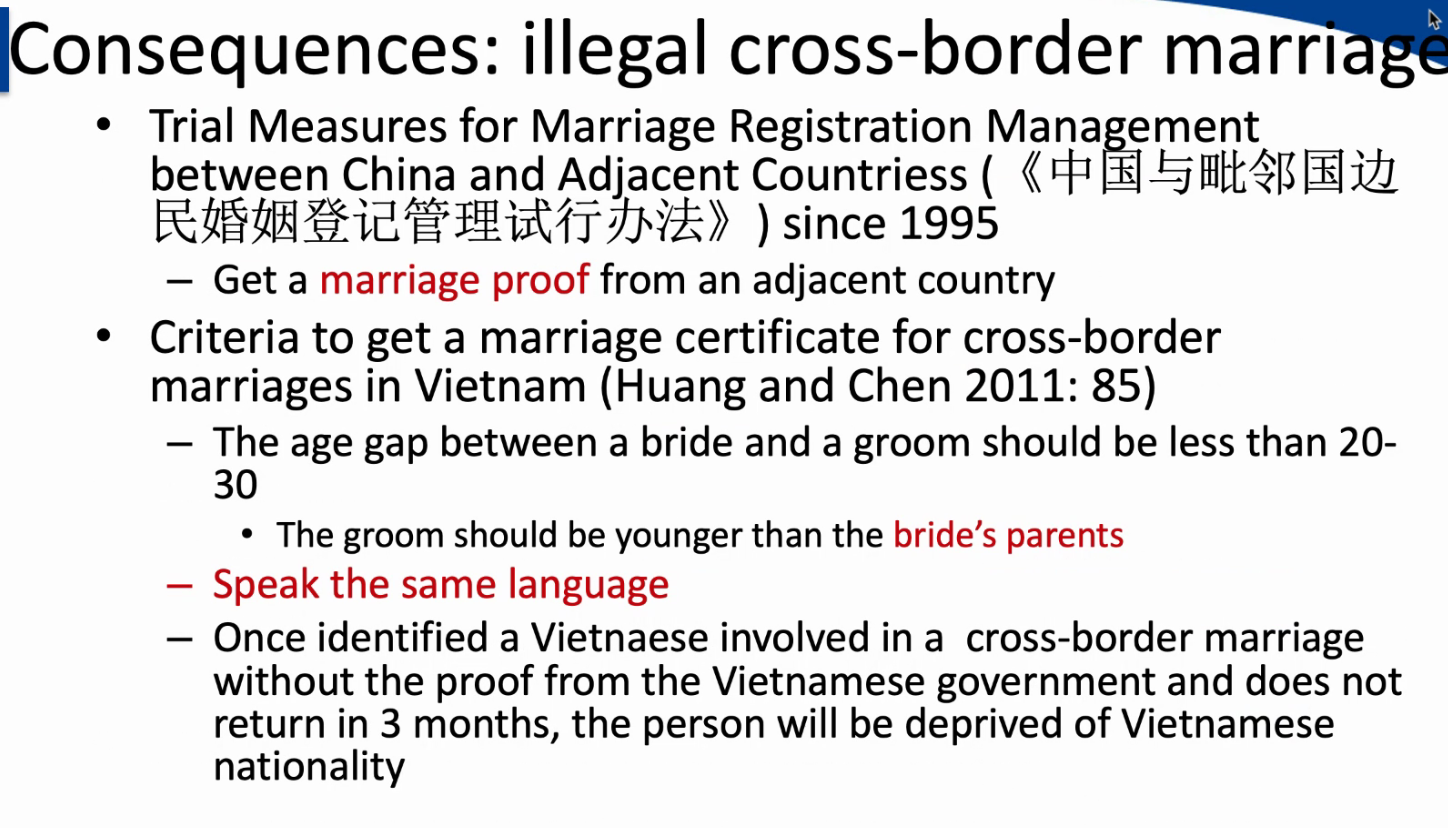 Consequences: illegal cross-border marriage
• Trial Measures for Marriage Registration Management
between China and Adjacent Countriess (《中国与毗邻国边
民婚姻登记管理试行办法》) since 1995
– Get a marriage proof from an adjacent country
• Criteria to get a marriage certificate for cross-border
marriages in Vietnam (Huang and Chen 2011: 85)
– The age gap between a bride and a groom should be less than 20-
30
• The groom should be younger than the bride’s parents
– Speak the same language
– Once identified a Vietnaese involved in a  cross-border marriage
without the proof from the Vietnamese government and does not
return in 3 months, the person will be deprived of Vietnamese
nationality